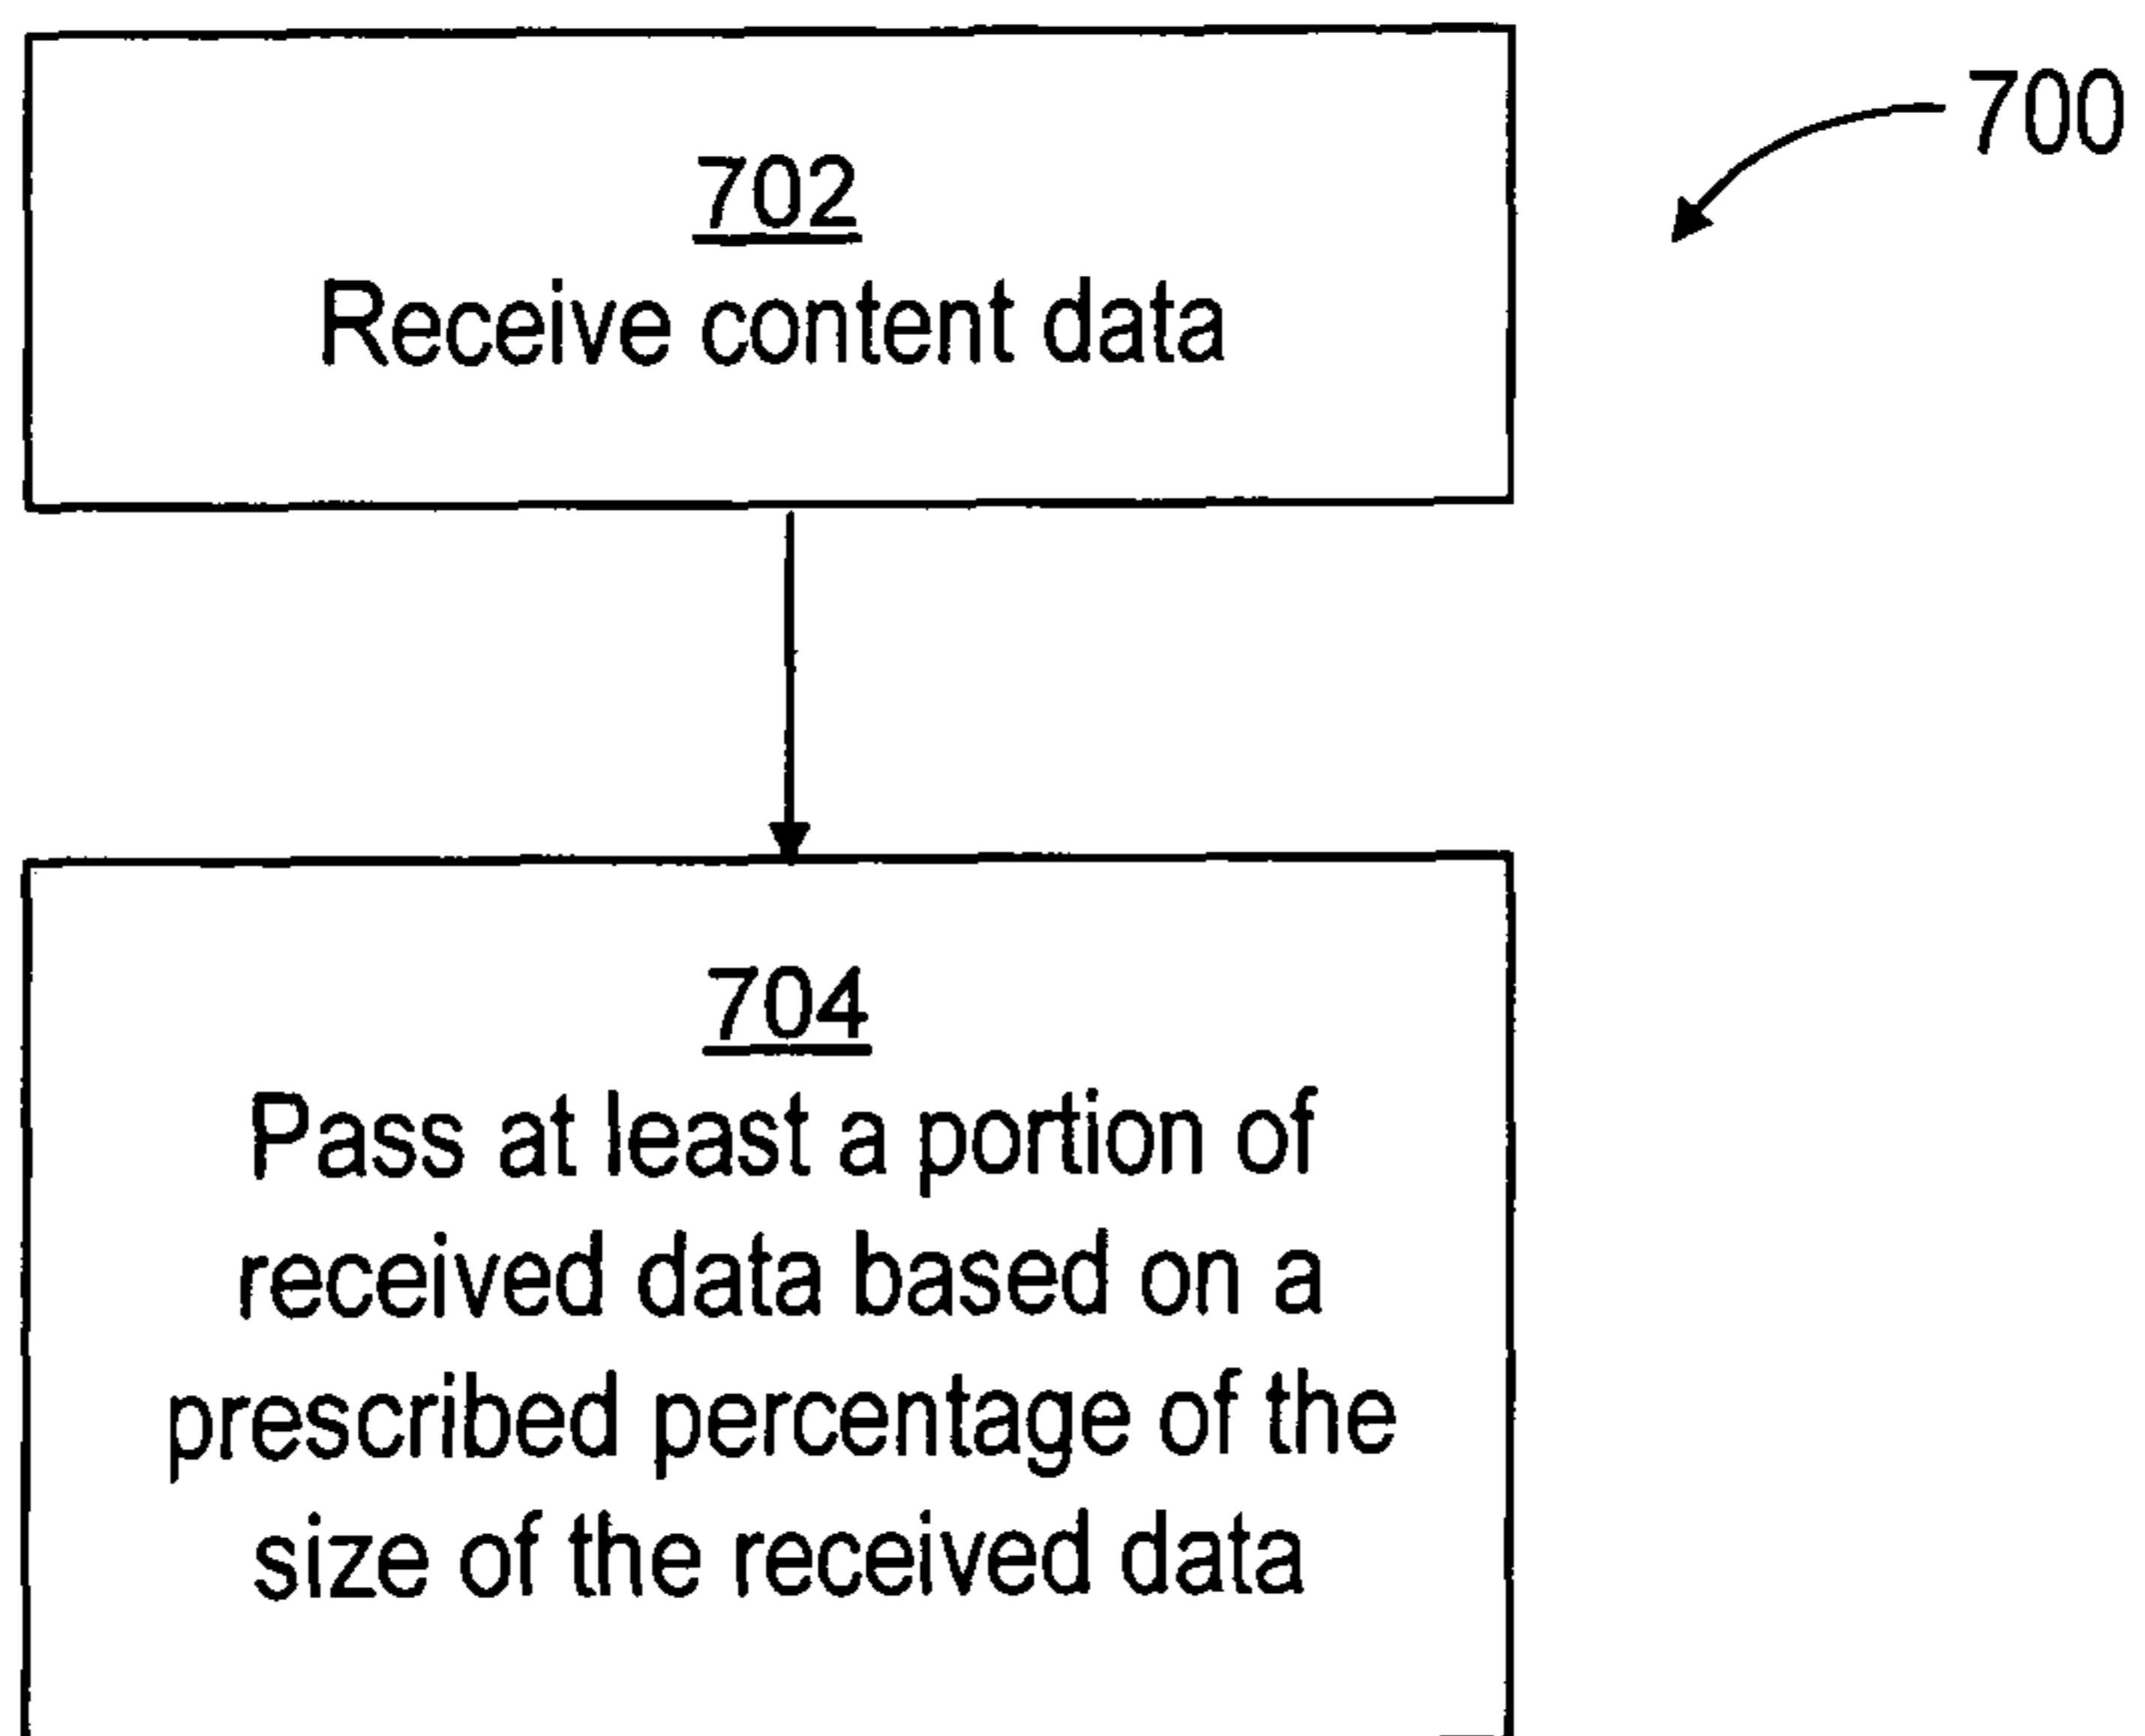 700
702
Receive content data
704
Pass at least a portion of
received data based on a
prescribed percentage of the
size of the received data